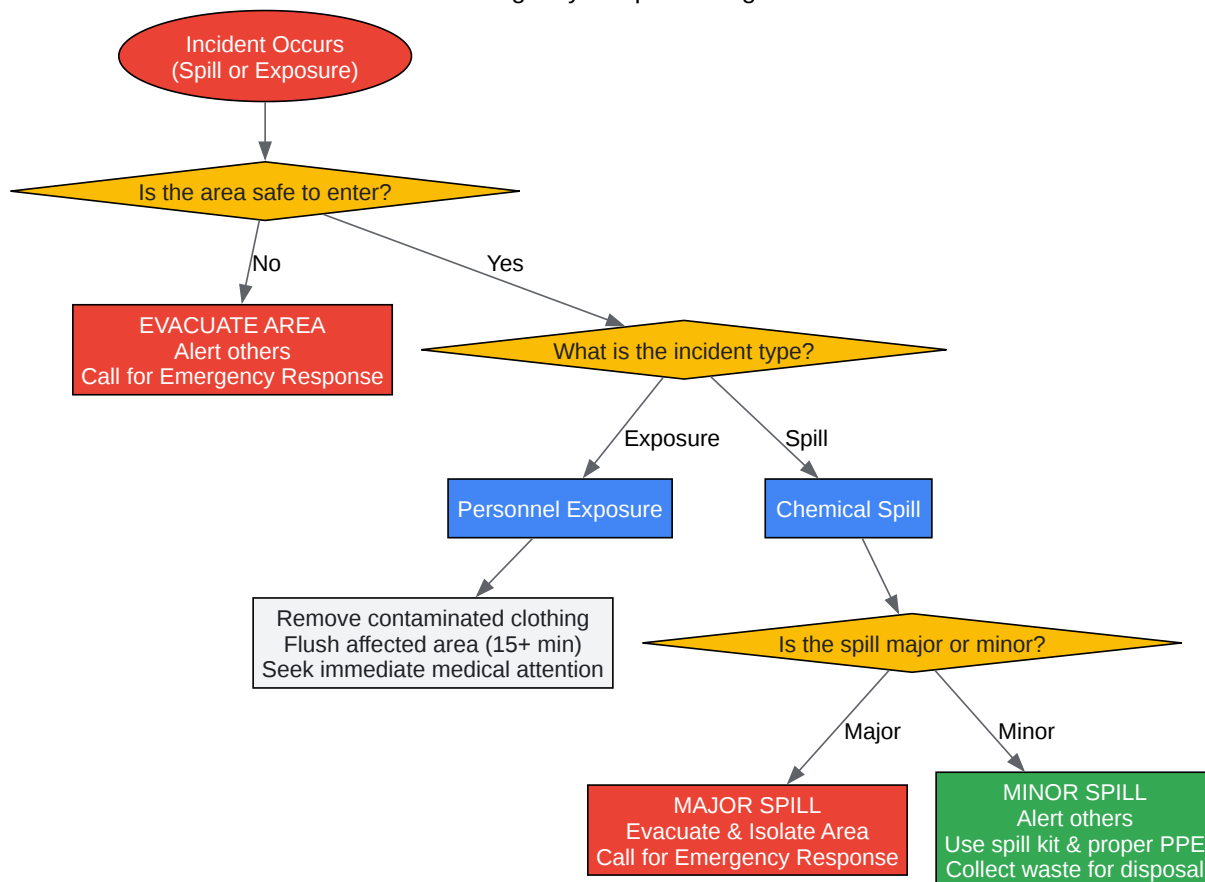 Incident Occurs
(Spill or Exposure)
Is the area safe to enter?
No
Yes
EVACUATE AREA
Alert others
Call for Emergency Response
What is the incident type?
Exposure
Spill
Personnel Exposure
Chemical Spill
Remove contaminated clothing
Flush affected area (15+ min)
Seek immediate medical attention
Is the spill major or minor?
Major
Minor
MAJOR SPILL
Evacuate & Isolate Area
Call for Emergency Response
MINOR SPILL
Alert others
Use spill kit & proper PPE
Collect waste for disposal